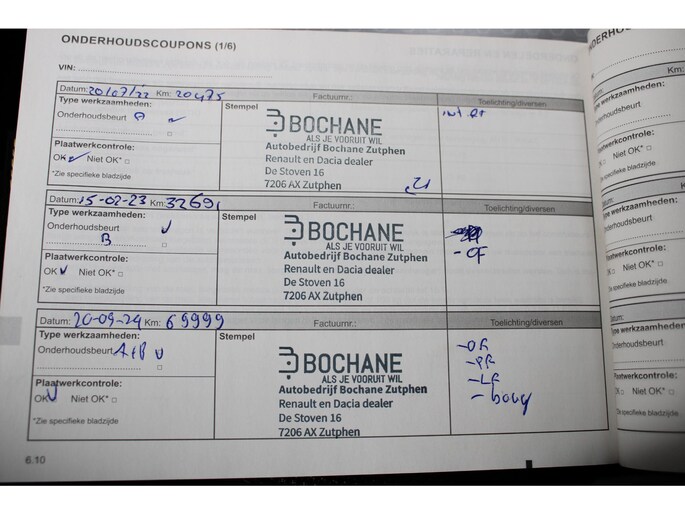 ONDERHOUDSCOUPONS (1/6)
VIN:
Datum: 20/07/22 Km: 20475 Factuurnr.: Toelichting/diversen
Type werkzaamheden: Stempel
Onderhoudsbeurt A
BOCHANE
ALS JE VOORUIT WIL
Plaatwerkcontrole: Autobedrijf Bochane Zutphen
OK Niet OK* Renault en Dacia dealer
*Zie specifieke bladzijde De Stoven 16
7206 AX Zutphen
Datum: 15-02-23 Km: 32691 Factuurnr.: Toelichting/diversen
Type werkzaamheden: Stempel
Onderhoudsbeurt
B
BOCHANE
ALS JE VOORUIT WIL
- OF
Plaatwerkcontrole: Autobedrijf Bochane Zutphen
OK Niet OK* Renault en Dacia dealer
*Zie specifieke bladzijde De Stoven 16
7206 AX Zutphen
Datum: 20-09-24 Km: 69999 Factuurnr.: Toelichting/diversen
Type werkzaamheden: Stempel
Onderhoudsbeurt A+B
BOCHANE
ALS JE VOORUIT WIL
Plaatwerkcontrole: Autobedrijf Bochane Zutphen
OK Niet OK* Renault en Dacia dealer
*Zie specifieke bladzijde De Stoven 16
7206 AX Zutphen
- LF
- boug
6.10